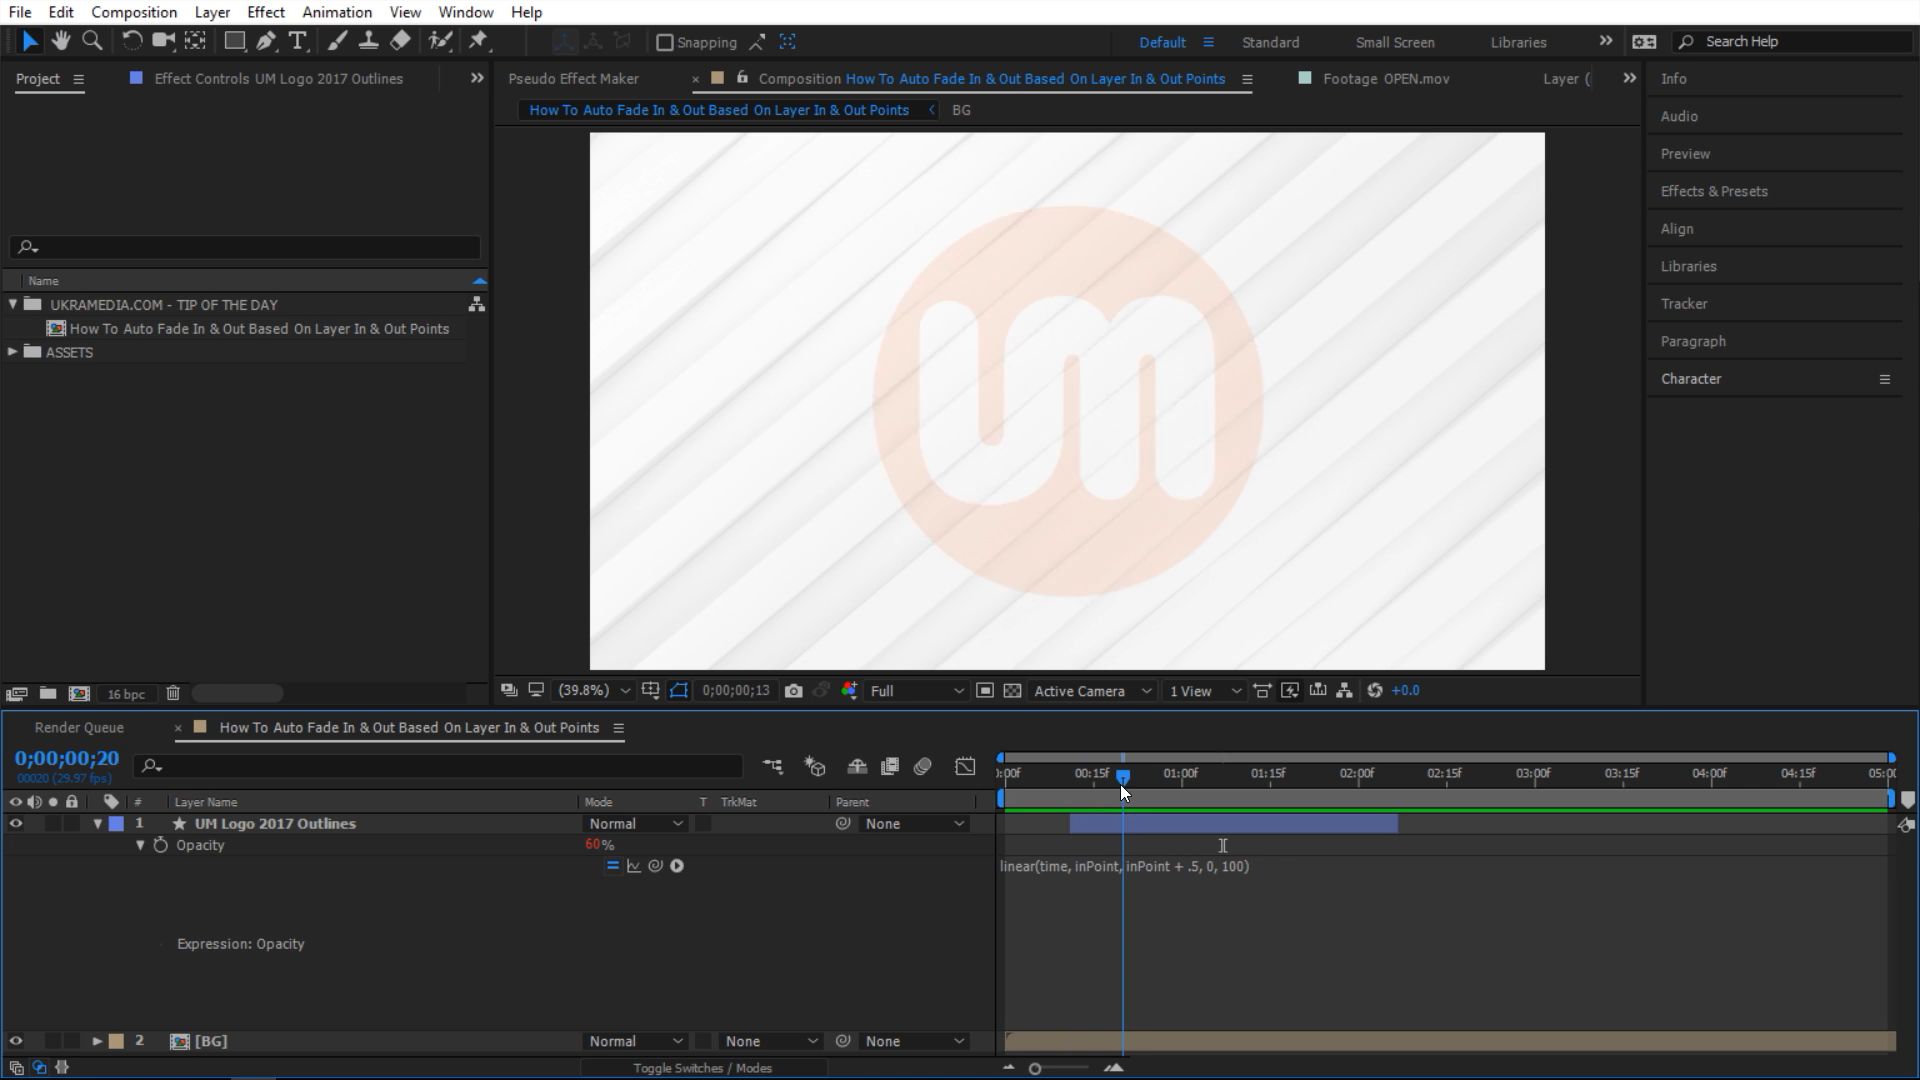 File Edit Composition Layer Effect Animation View Window Help
Snapping Default Standard Small Screen Libraries Search Help
Project Effect Controls UM Logo 2017 Outlines
Pseudo Effect Maker × Composition How To Auto Fade In & Out Based On Layer In & Out Points Footage OPEN.mov Layer (
How To Auto Fade In & Out Based On Layer In & Out Points BG
Info
Audio
Preview
Effects & Presets
Align
Libraries
Tracker
Paragraph
Character
Name
UKRAMEDIA.COM - TIP OF THE DAY
How To Auto Fade In & Out Based On Layer In & Out Points
ASSETS
um
16 bpc
(39.8%) 0;00;00;13 Full Active Camera 1 View +0.0
Render Queue × How To Auto Fade In & Out Based On Layer In & Out Points
0;00;00;20
00020 (29.97 fps)
):00f 00:15f 01:00f 01:15f 02:00f 02:15f 03:00f 03:15f 04:00f 04:15f 05:00
# Layer Name Mode T TrkMat Parent
1 UM Logo 2017 Outlines Normal None
Opacity 60%
linear(time, inPoint, inPoint + .5, 0, 100)
Expression: Opacity
2 [BG] Normal None None
Toggle Switches / Modes